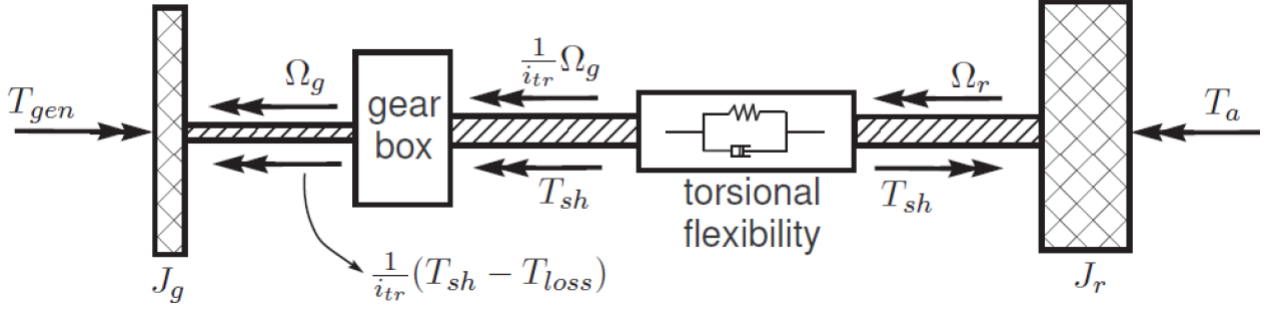 T_gen
Ω_g
gear
box
1/i_tr Ω_g
Ω_r
T_a
T_sh
torsional
flexibility
T_sh
J_g
1/i_tr (T_sh − T_loss)
J_r